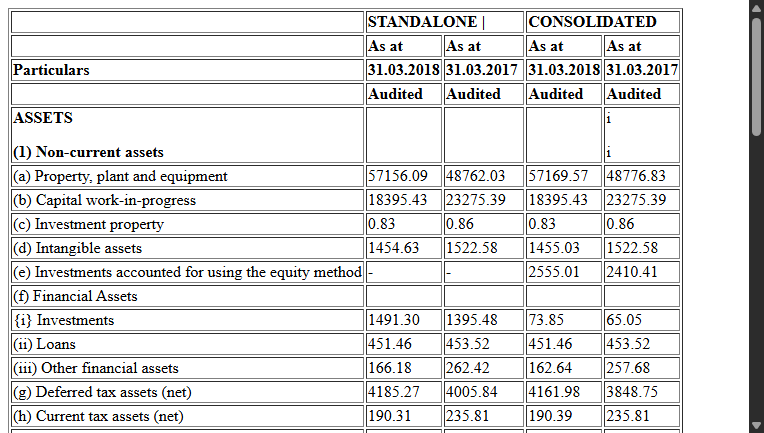 STANDALONE | CONSOLIDATED
As at As at As at As at
Particulars 31.03.2018 31.03.2017 31.03.2018 31.03.2017
Audited Audited Audited Audited
ASSETS i
(1) Non-current assets i
(a) Property, plant and equipment 57156.09 48762.03 57169.57 48776.83
(b) Capital work-in-progress 18395.43 23275.39 18395.43 23275.39
(c) Investment property 0.83 0.86 0.83 0.86
(d) Intangible assets 1454.63 1522.58 1455.03 1522.58
(e) Investments accounted for using the equity method - - 2555.01 2410.41
(f) Financial Assets
{i} Investments 1491.30 1395.48 73.85 65.05
(ii) Loans 451.46 453.52 451.46 453.52
(iii) Other financial assets 166.18 262.42 162.64 257.68
(g) Deferred tax assets (net) 4185.27 4005.84 4161.98 3848.75
(h) Current tax assets (net) 190.31 235.81 190.39 235.81